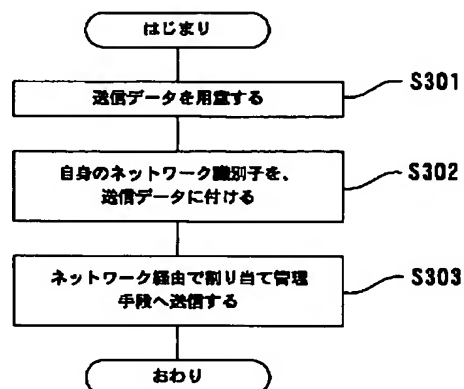 はじまり
送信データを用意する
S301
自身のネットワーク識別子を、
送信データに付ける
S302
ネットワーク経由で割り当て管理
手段へ送信する
S303
おわり